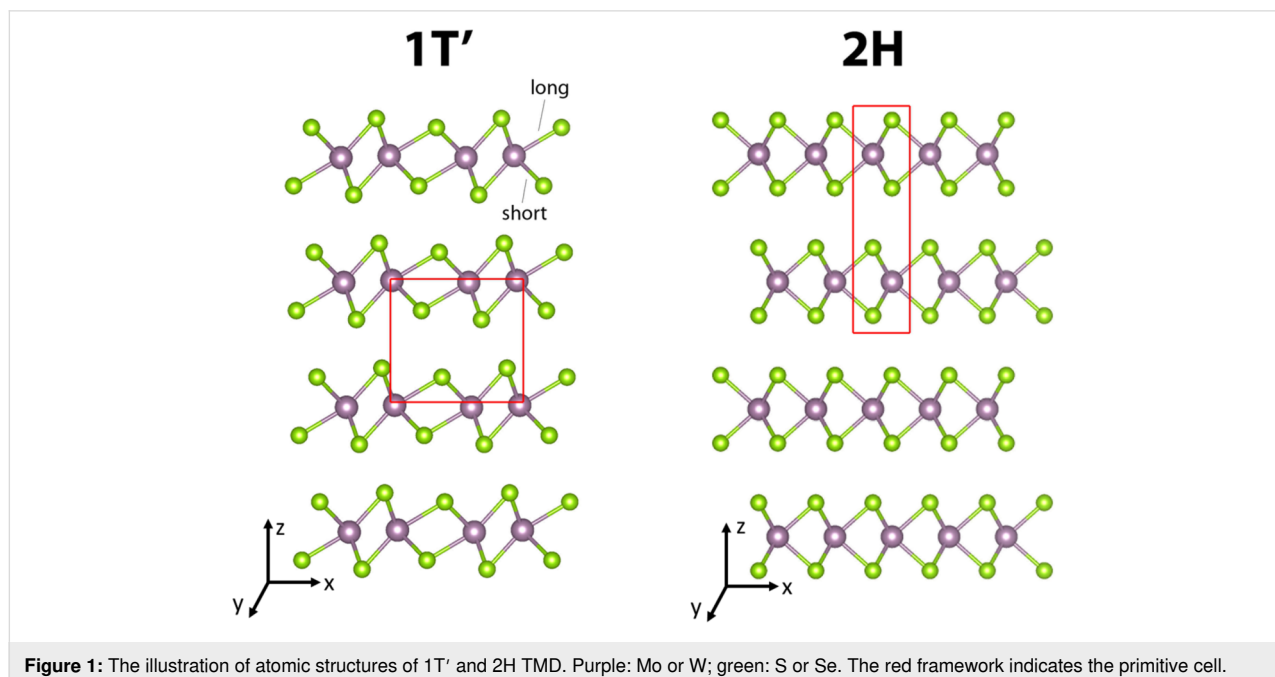 1T′ 2H
long
short
z z
x x
y y
Figure 1: The illustration of atomic structures of 1T′ and 2H TMD. Purple: Mo or W; green: S or Se. The red framework indicates the primitive cell.